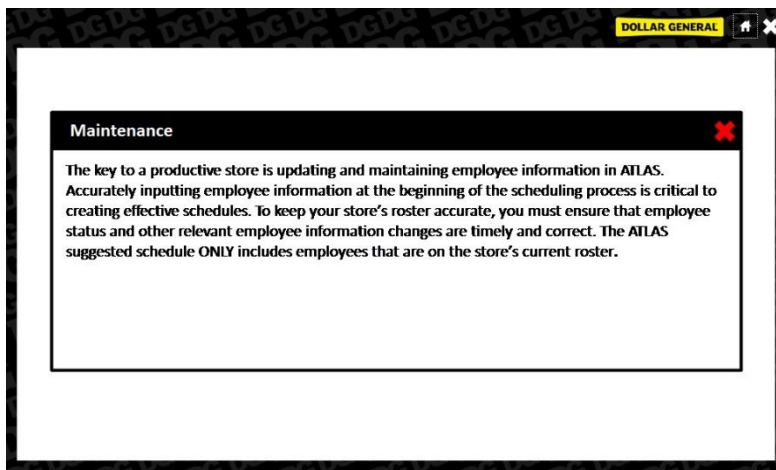 DOLLAR GENERAL
Maintenance
The key to a productive store is updating and maintaining employee information in ATLAS.
Accurately inputting employee information at the beginning of the scheduling process is critical to
creating effective schedules. To keep your store's roster accurate, you must ensure that employee
status and other relevant employee information changes are timely and correct. The ATLAS
suggested schedule ONLY includes employees that are on the store's current roster.